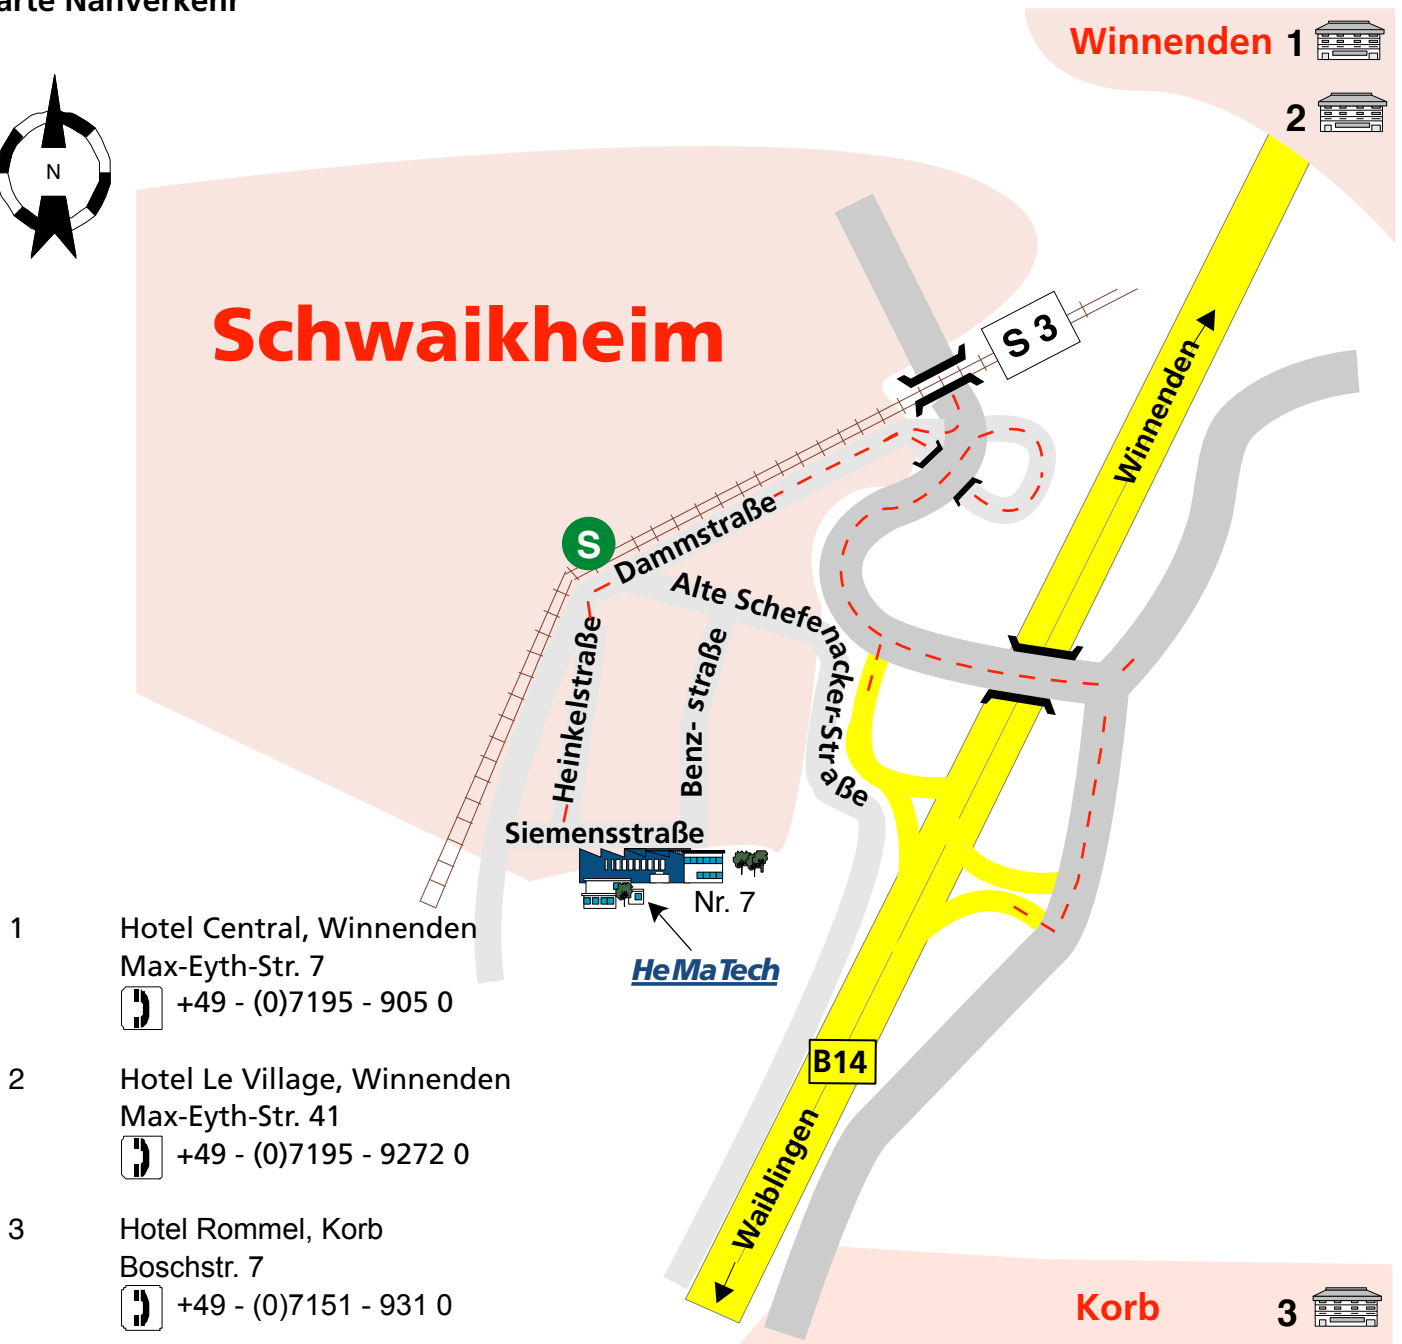 Nahverkehr
Winnenden 1
2
N
Schwaikheim
S 3
Winnenden
S
Dammstraße
Alte Schefenacker-Straße
Heinkelstraße
Benz- straße
Siemensstraße
Nr. 7
HeMaTech
1 Hotel Central, Winnenden
Max-Eyth-Str. 7
+49 - (0)7195 - 905 0
2 Hotel Le Village, Winnenden
Max-Eyth-Str. 41
+49 - (0)7195 - 9272 0
3 Hotel Rommel, Korb
Boschstr. 7
+49 - (0)7151 - 931 0
B14
Waiblingen
Korb 3